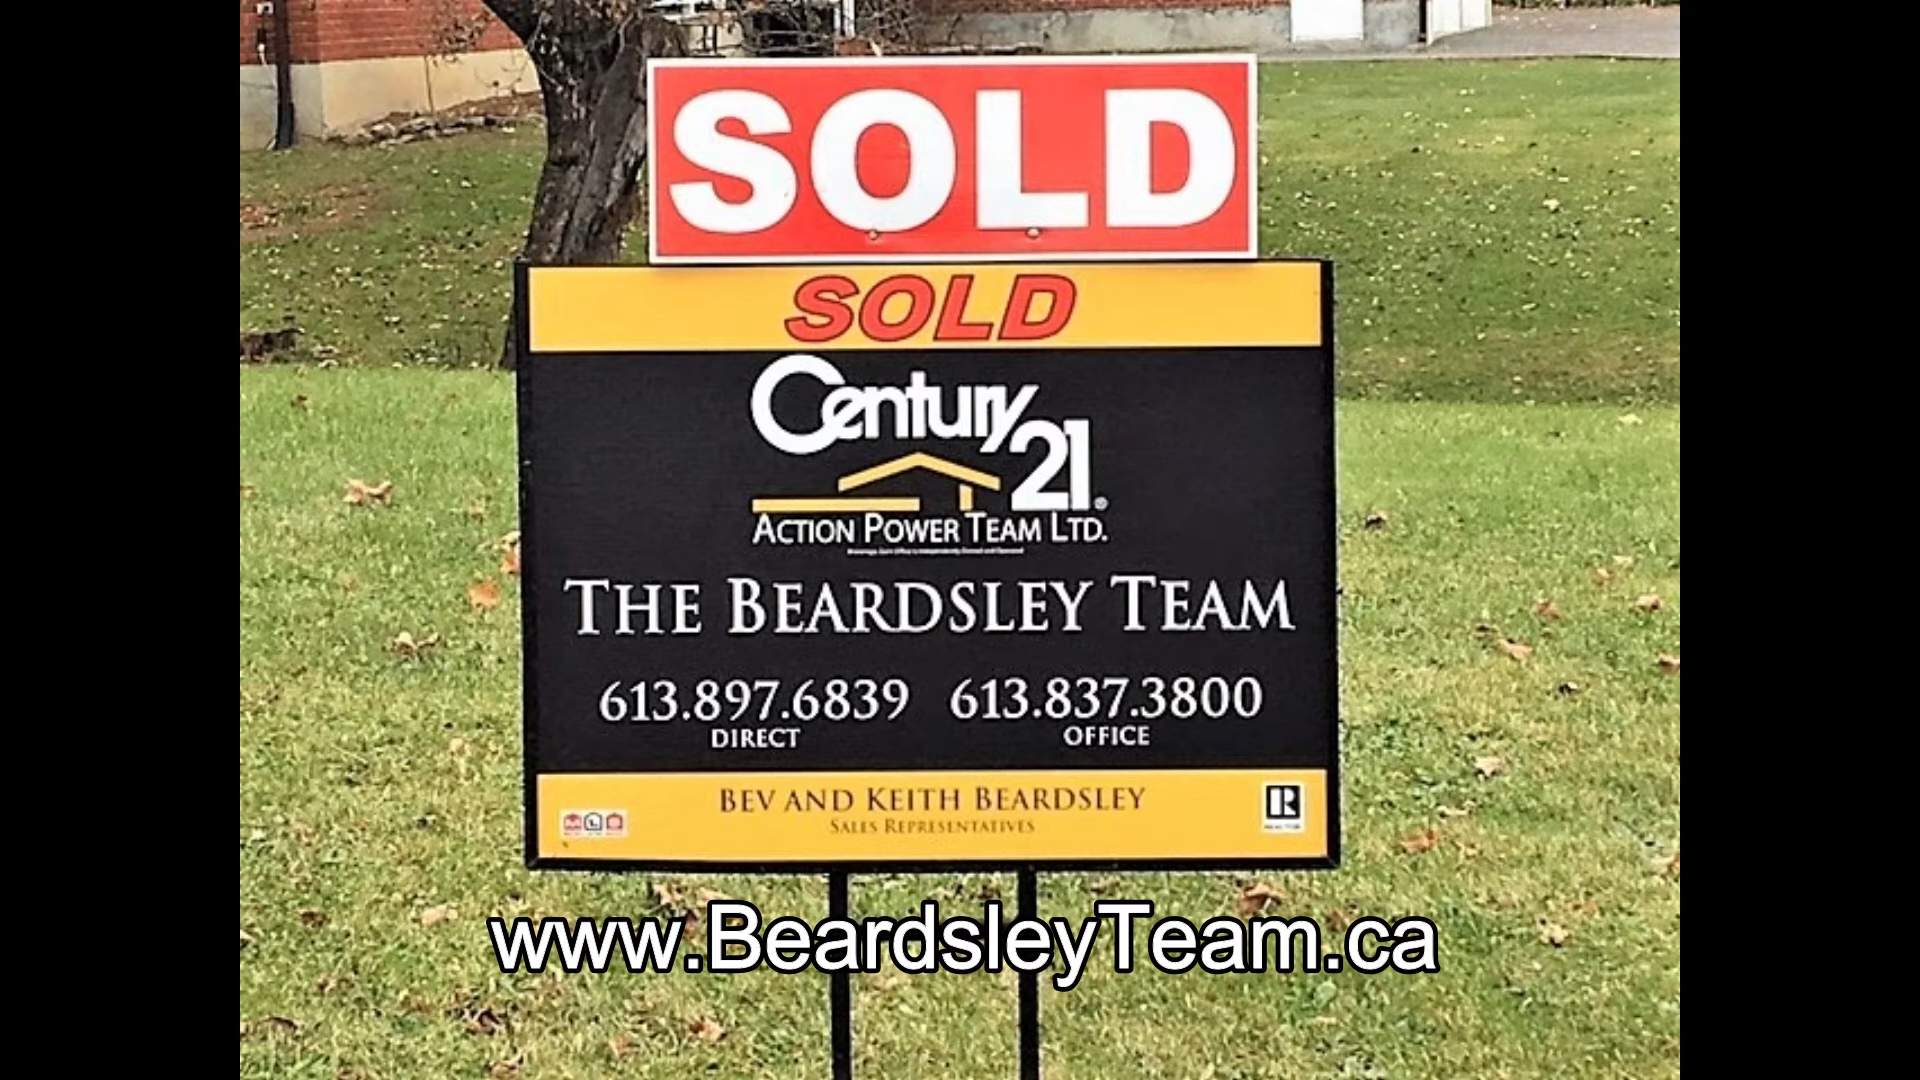 SOLD
SOLD
Century 21®
ACTION POWER TEAM LTD.
THE BEARDSLEY TEAM
613.897.6839 613.837.3800
DIRECT OFFICE
BEV AND KEITH BEARDSLEY
SALES REPRESENTATIVES
www.BeardsleyTeam.ca